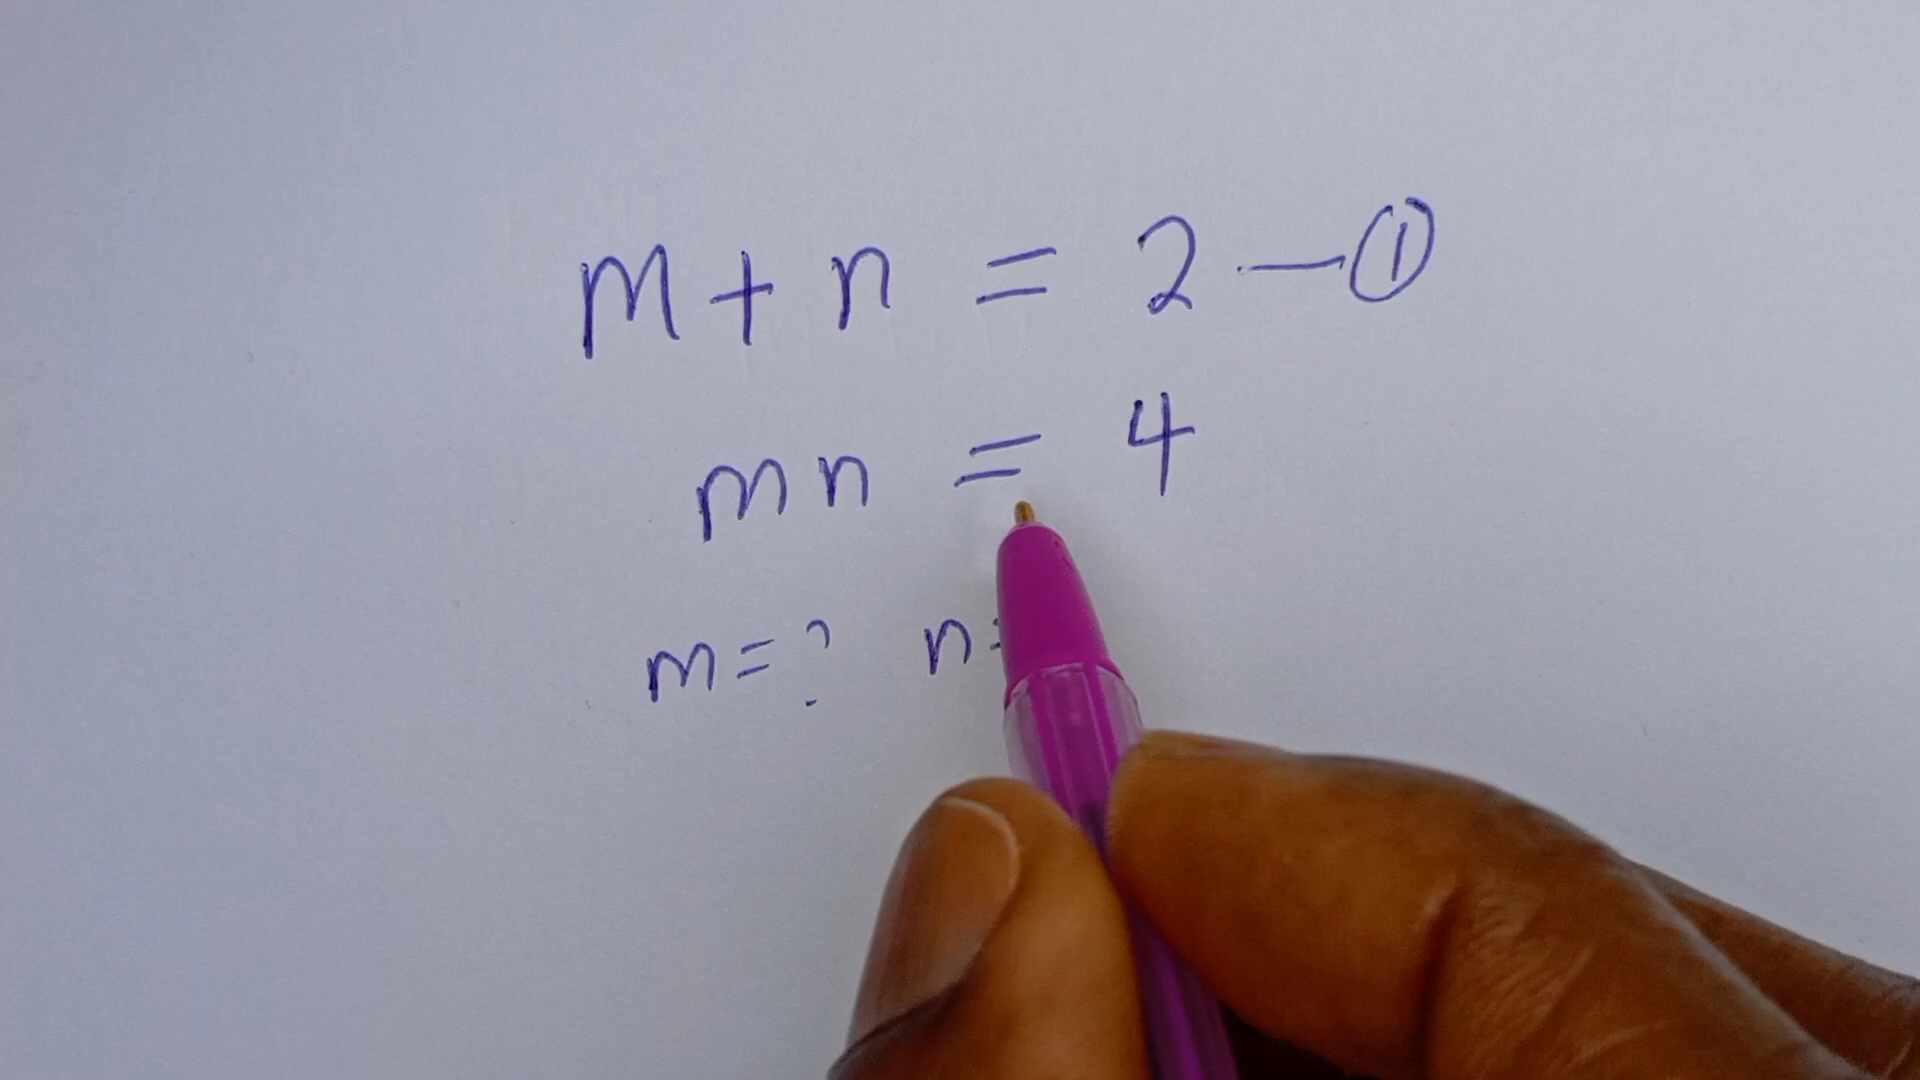 m + n = 2 — ①
mn = 4
m = ? n =